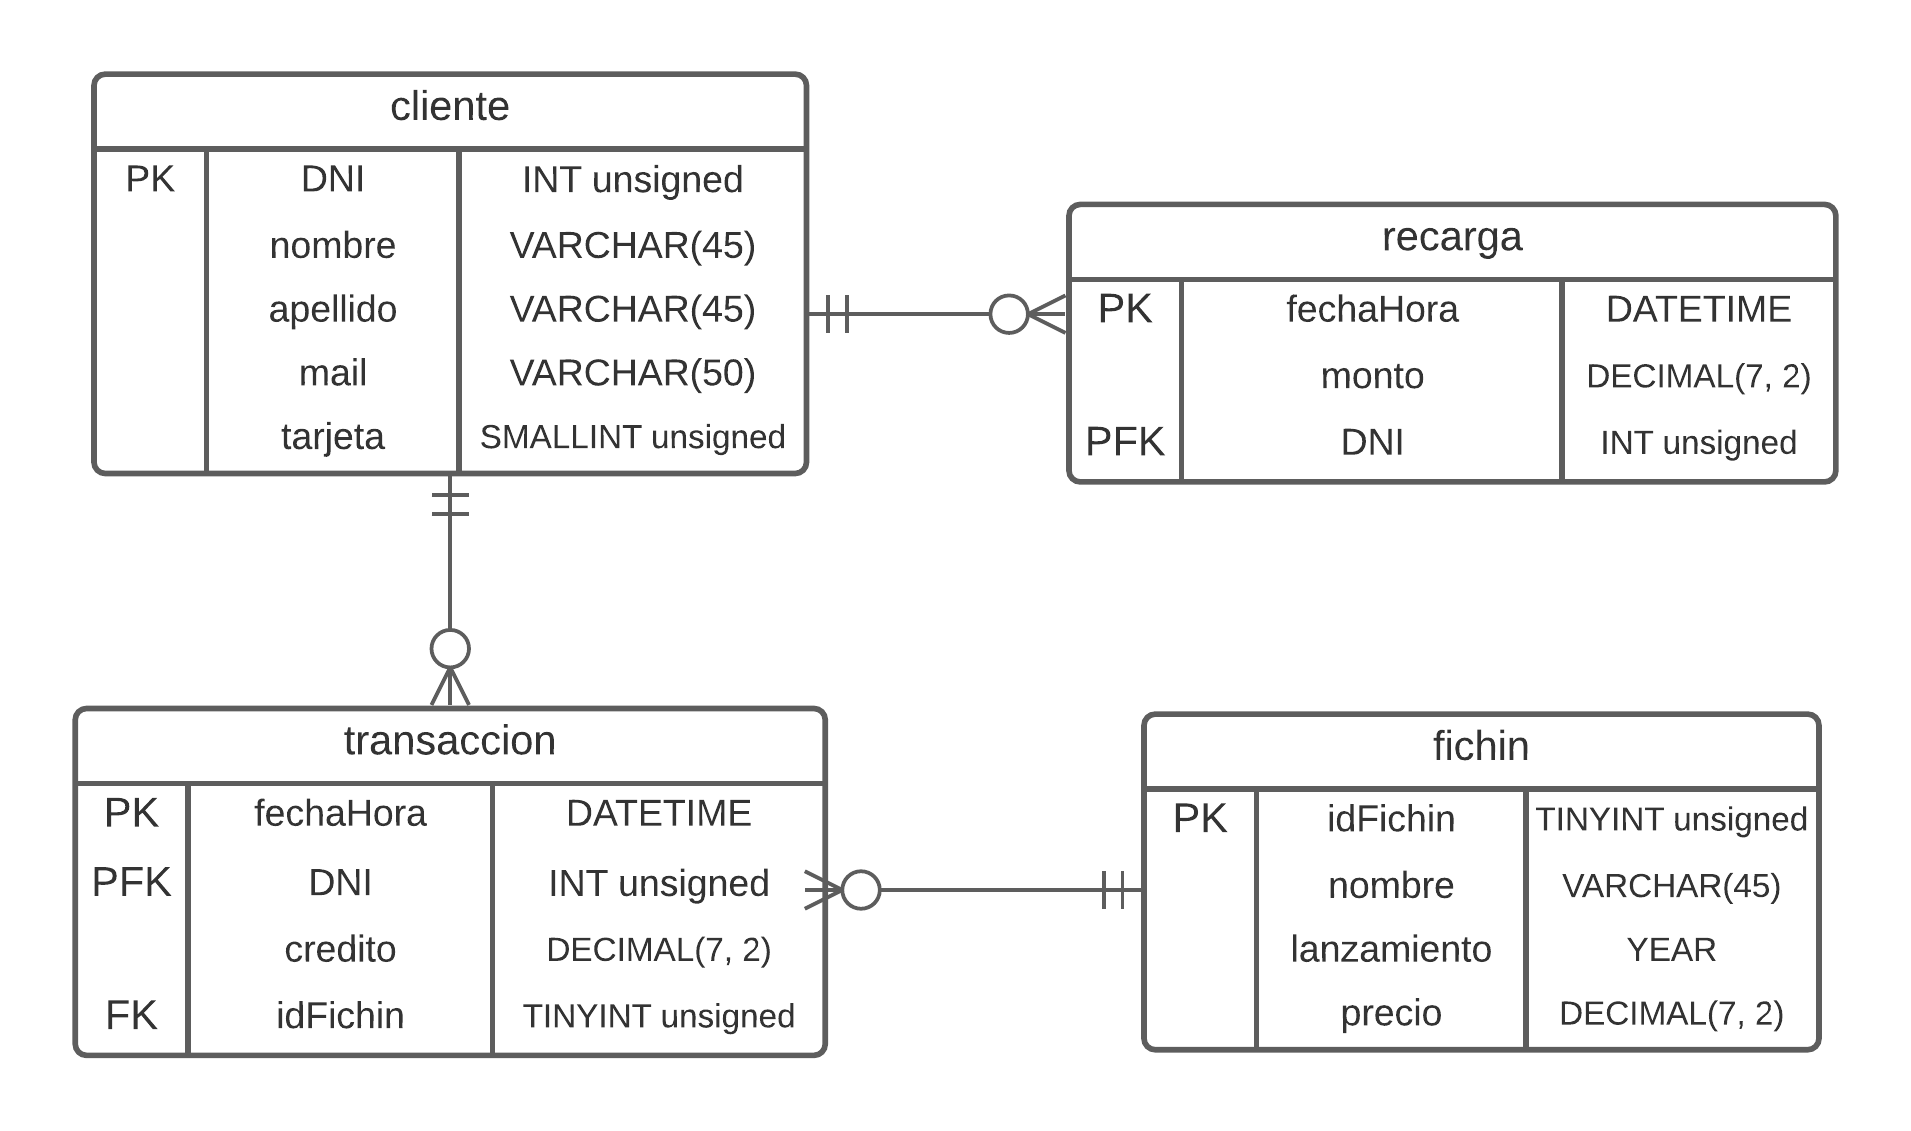 cliente
PK DNI INT unsigned
nombre VARCHAR(45)
apellido VARCHAR(45)
mail VARCHAR(50)
tarjeta SMALLINT unsigned
recarga
PK fechaHora DATETIME
monto DECIMAL(7, 2)
PFK DNI INT unsigned
transaccion
PK fechaHora DATETIME
PFK DNI INT unsigned
credito DECIMAL(7, 2)
FK idFichin TINYINT unsigned
fichin
PK idFichin TINYINT unsigned
nombre VARCHAR(45)
lanzamiento YEAR
precio DECIMAL(7, 2)